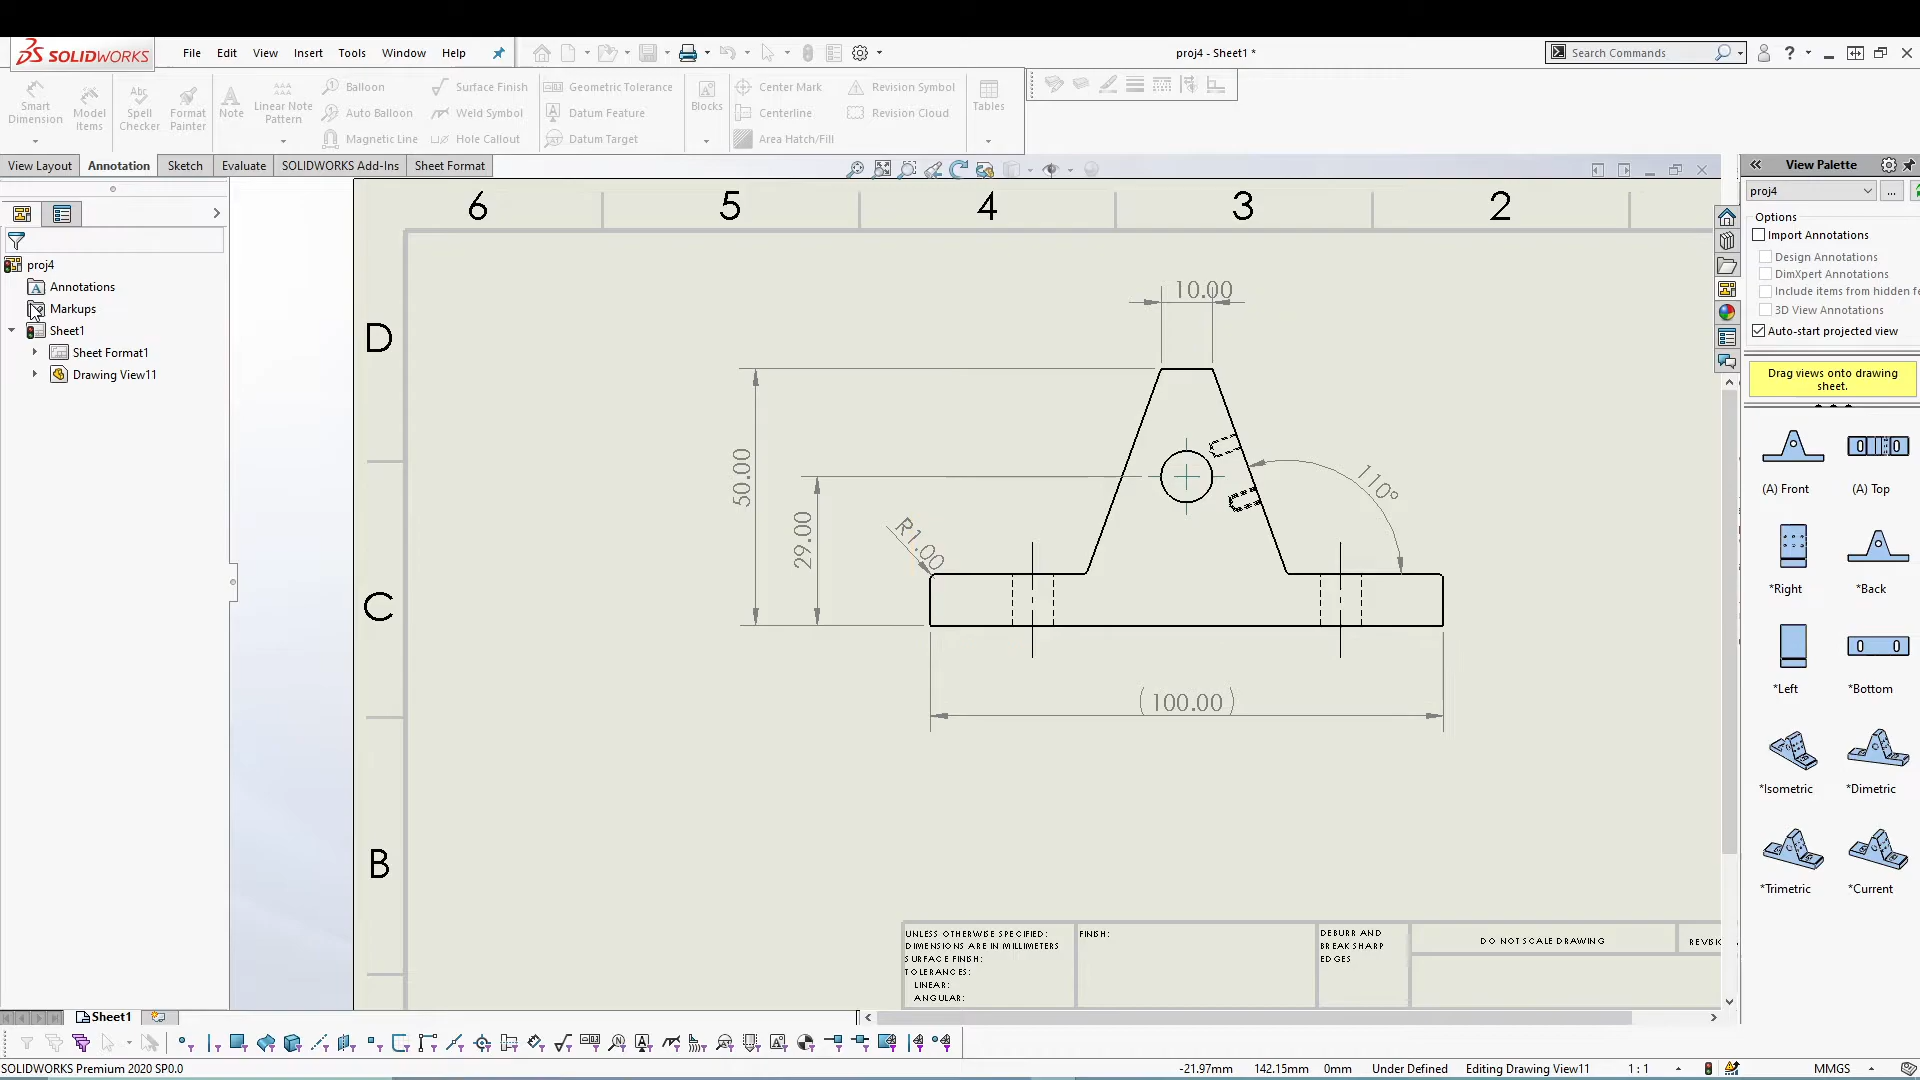 SOLIDWORKS File Edit View Insert Tools Window Help proj4 - Sheet1 * Search Commands ?
Smart Dimension
Model Items
Spell Checker
Format Painter
Note
Linear Note Pattern
Balloon
Auto Balloon
Magnetic Line
Surface Finish
Weld Symbol
Hole Callout
Geometric Tolerance
Datum Feature
Datum Target
Blocks
Center Mark
Centerline
Area Hatch/Fill
Revision Symbol
Revision Cloud
Tables
View Layout Annotation Sketch Evaluate SOLIDWORKS Add-Ins Sheet Format
proj4
Annotations
Markups
Sheet1
Sheet Format1
Drawing View11
6 5 4 3 2
D
C
B
10.00
50.00
29.00
R1.00
110°
(100.00)
UNLESS OTHERWISE SPECIFIED:
DIMENSIONS ARE IN MILLIMETERS
SURFACE FINISH:
TOLERANCES:
LINEAR:
ANGULAR:
FINISH:
DEBURR AND
BREAK SHARP
EDGES
DO NOT SCALE DRAWING
REVISI
View Palette
proj4
...
Options
Import Annotations
Design Annotations
DimXpert Annotations
Include items from hidden fe
3D View Annotations
Auto-start projected view
Drag views onto drawing
sheet.
(A) Front (A) Top
*Right *Back
*Left *Bottom
*Isometric *Dimetric
*Trimetric *Current
Sheet1
SOLIDWORKS Premium 2020 SP0.0 -21.97mm 142.15mm 0mm Under Defined Editing Drawing View11 1 : 1 MMGS